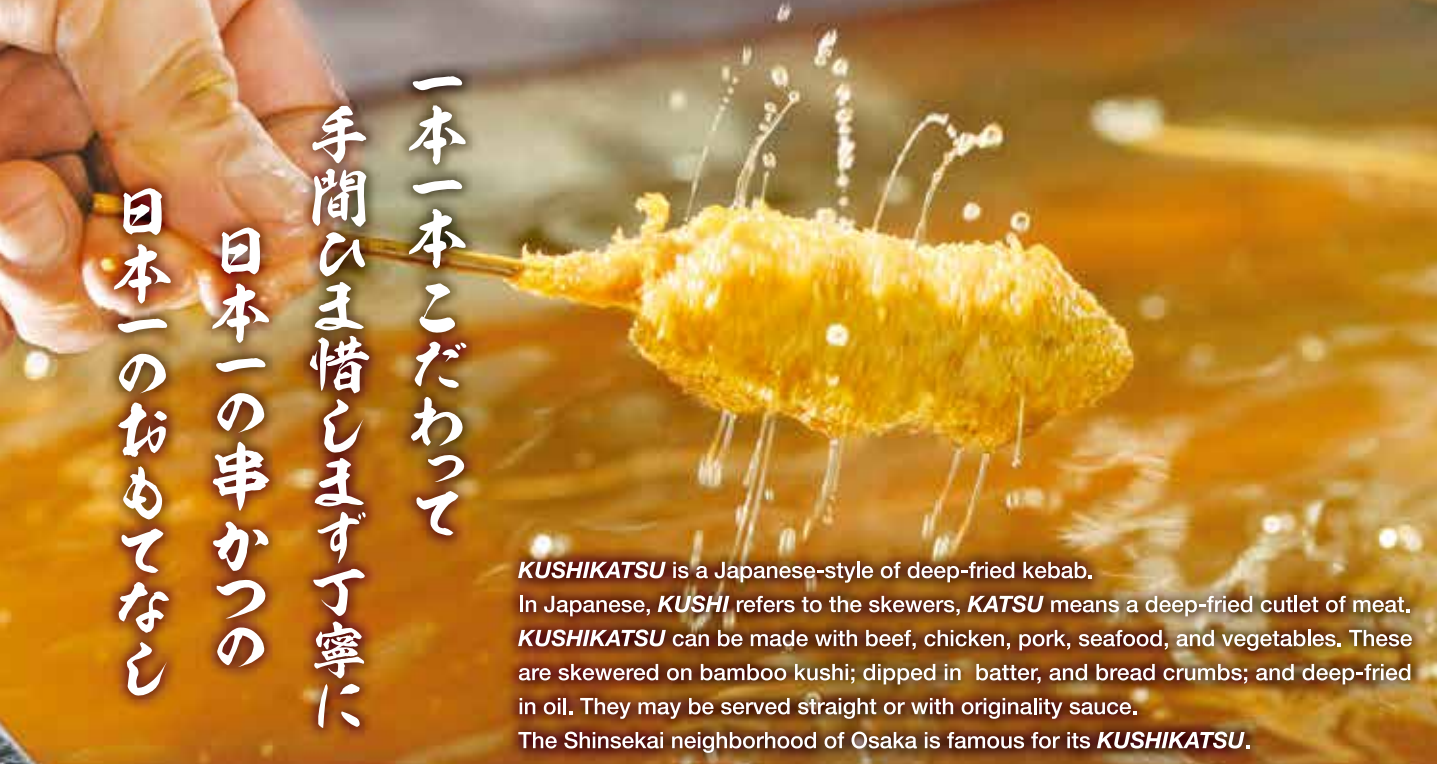 一本一本こだわって
手間ひま惜しまず丁寧に
日本一の串かつの
日本一のおもてなし
KUSHIKATSU is a Japanese-style of deep-fried kebab.
In Japanese, KUSHI refers to the skewers, KATSU means a deep-fried cutlet of meat.
KUSHIKATSU can be made with beef, chicken, pork, seafood, and vegetables. These
are skewered on bamboo kushi; dipped in batter, and bread crumbs; and deep-fried
in oil. They may be served straight or with originality sauce.
The Shinsekai neighborhood of Osaka is famous for its KUSHIKATSU.